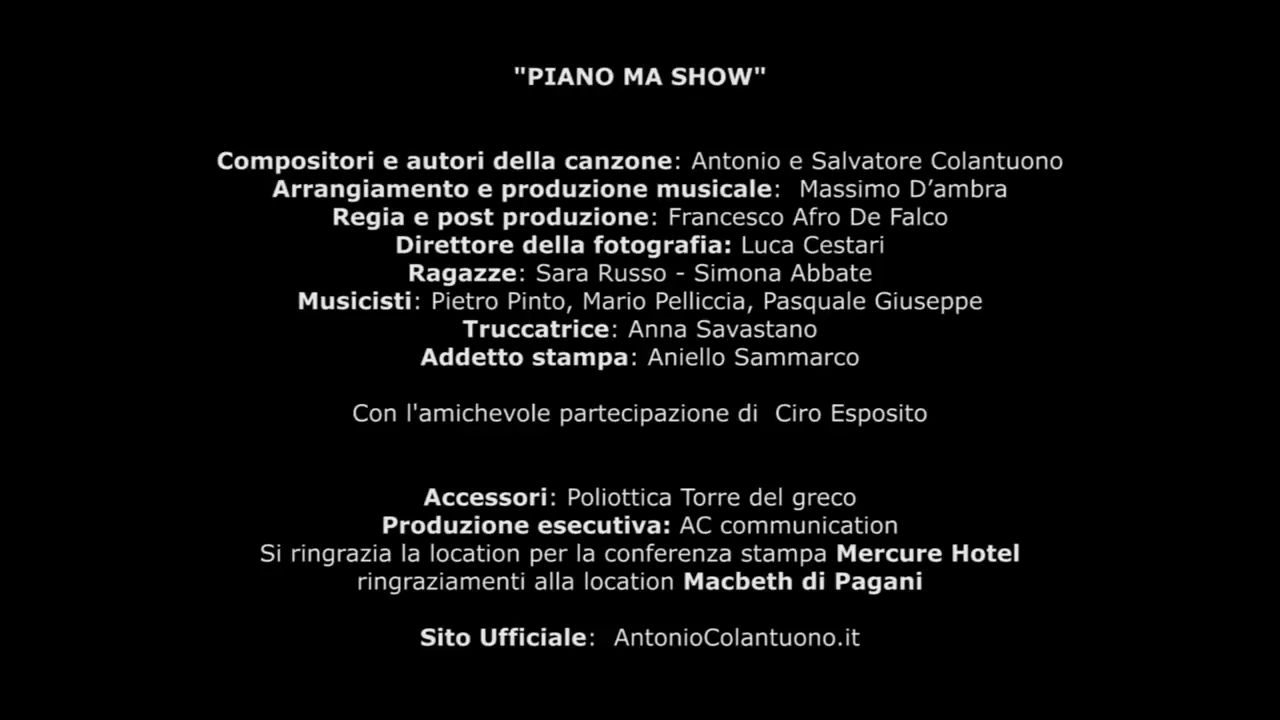 "PIANO MA SHOW"
Compositori e autori della canzone: Antonio e Salvatore Colantuono
Arrangiamento e produzione musicale: Massimo D’ambra
Regia e post produzione: Francesco Afro De Falco
Direttore della fotografia: Luca Cestari
Ragazze: Sara Russo - Simona Abbate
Musicisti: Pietro Pinto, Mario Pelliccia, Pasquale Giuseppe
Truccatrice: Anna Savastano
Addetto stampa: Aniello Sammarco
Con l'amichevole partecipazione di Ciro Esposito
Accessori: Poliottica Torre del greco
Produzione esecutiva: AC communication
Si ringrazia la location per la conferenza stampa Mercure Hotel
ringraziamenti alla location Macbeth di Pagani
Sito Ufficiale: AntonioColantuono.it